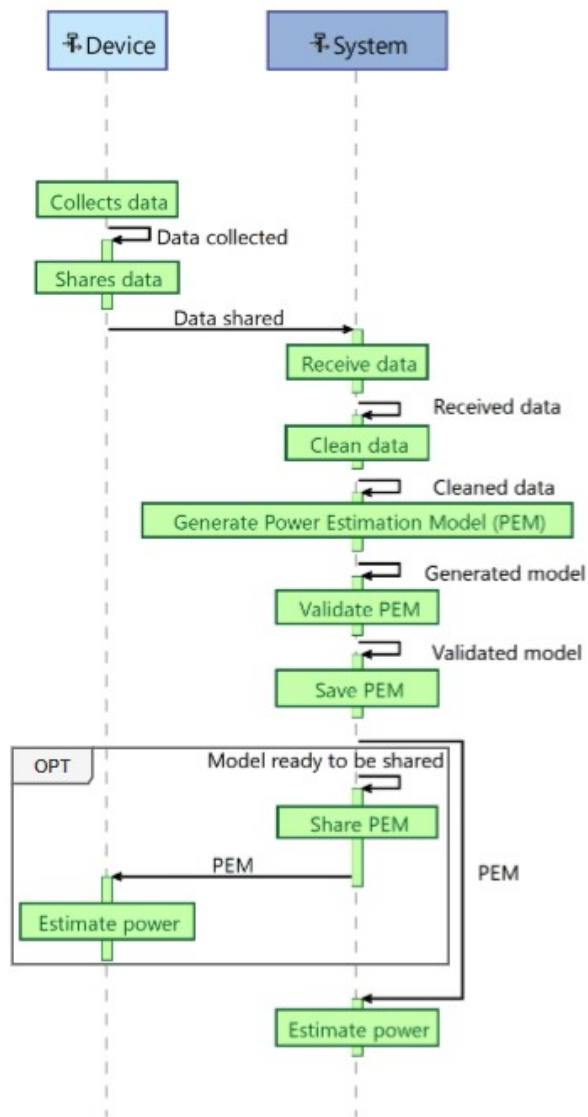 Device
System
Collects data
Data collected
Shares data
Data shared
Receive data
Received data
Clean data
Cleaned data
Generate Power Estimation Model (PEM)
Generated model
Validate PEM
Validated model
Save PEM
OPT
Model ready to be shared
Share PEM
PEM
PEM
Estimate power
Estimate power